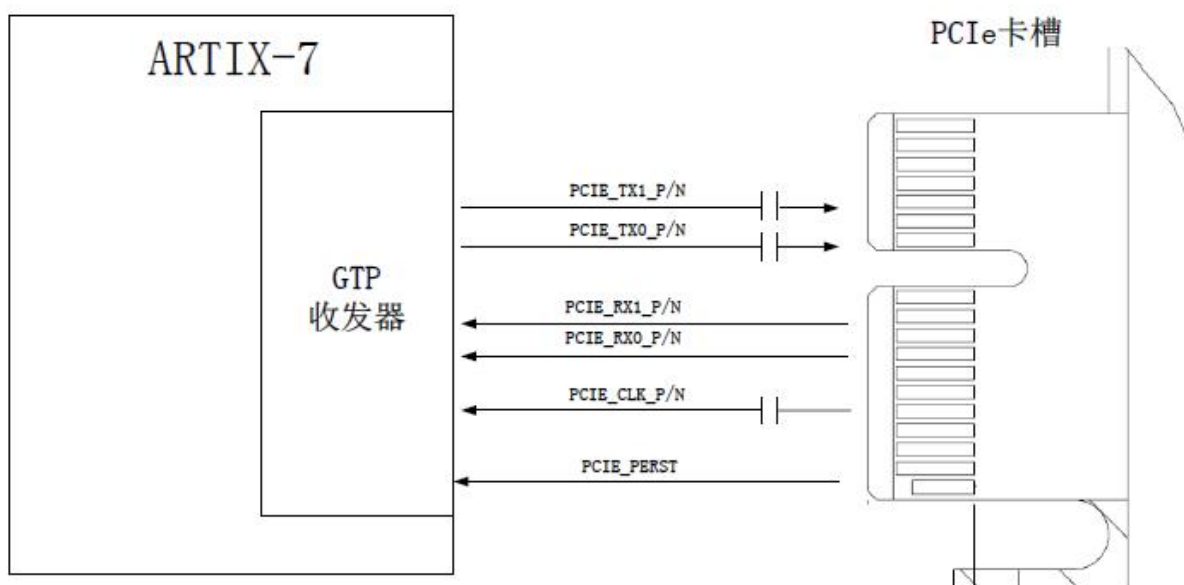 ARTIX-7
PCIe卡槽
PCIE_TX1_P/N
PCIE_TX0_P/N
GTP
收发器
PCIE_RX1_P/N
PCIE_RX0_P/N
PCIE_CLK_P/N
PCIE_PERST